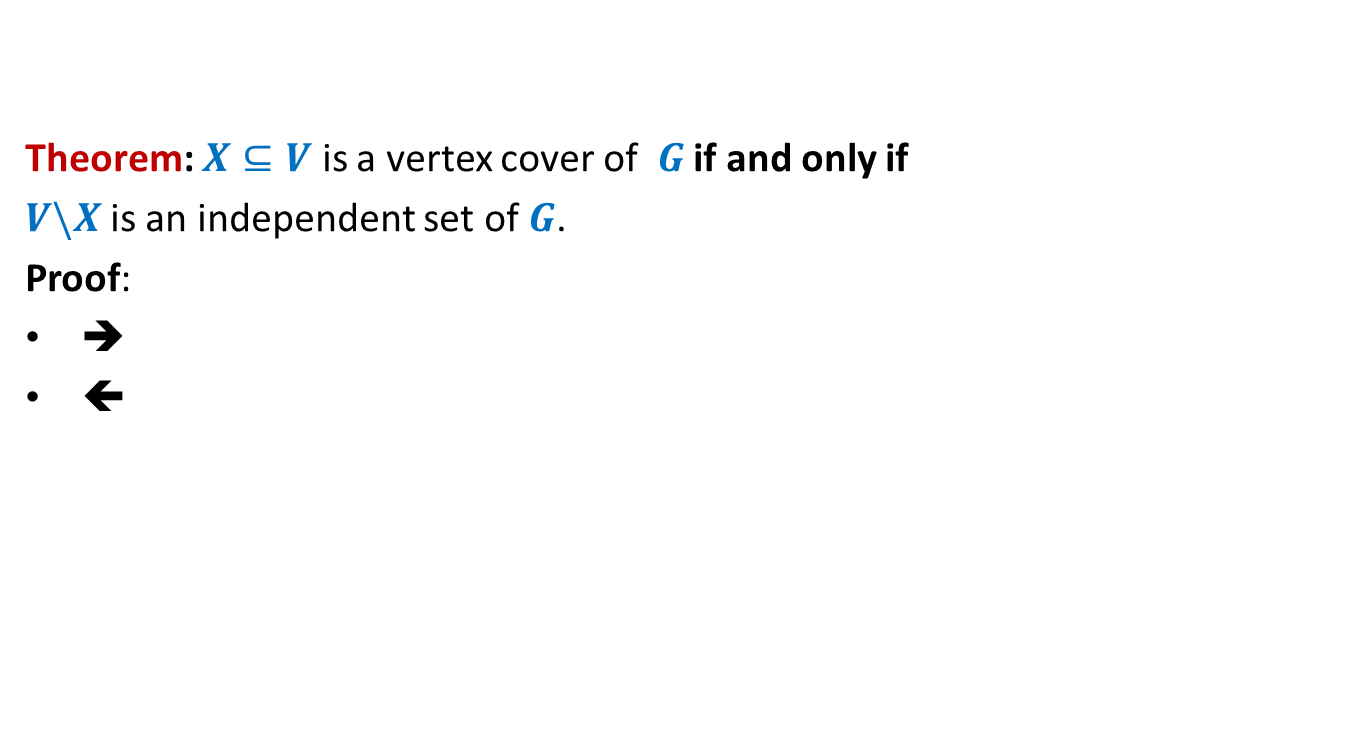 Theorem: X ⊆ V is a vertex cover of G if and only if
V\X is an independent set of G.
Proof:
• ➔
• 🡸